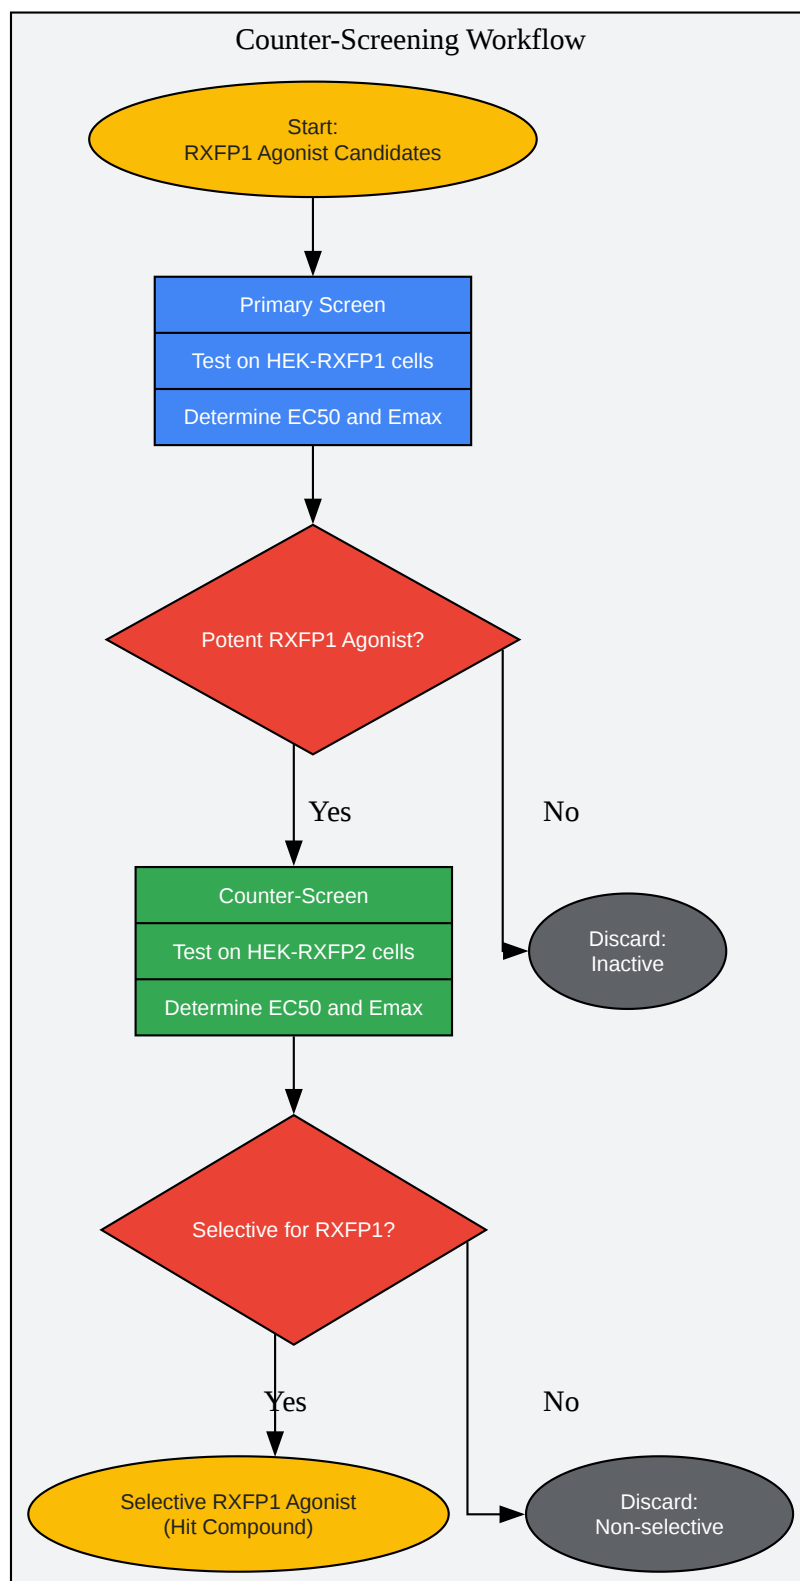 Counter-Screening Workflow
Start:
RXFP1 Agonist Candidates
Primary Screen
Test on HEK-RXFP1 cells
Determine EC50 and Emax
Potent RXFP1 Agonist?
Yes
No
Counter-Screen
Test on HEK-RXFP2 cells
Determine EC50 and Emax
Discard:
Inactive
Selective for RXFP1?
Yes
No
Selective RXFP1 Agonist
(Hit Compound)
Discard:
Non-selective